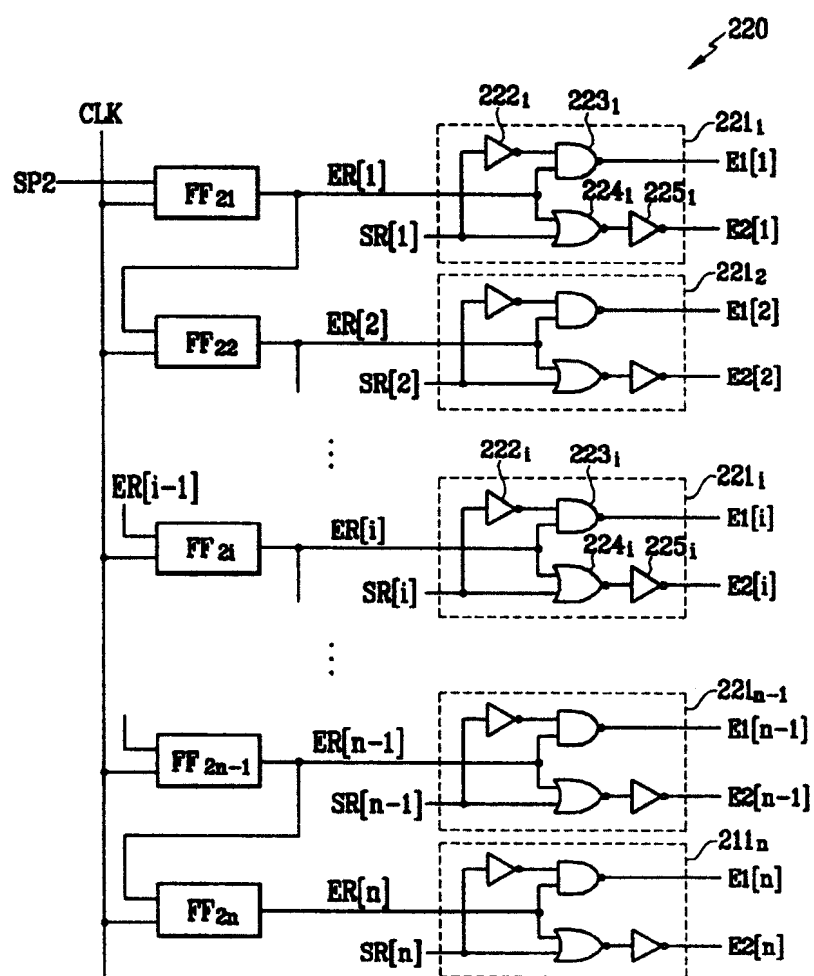 220
CLK
222₁ 223₁ 221ᵢ
SP2 FF₂₁ ER[1] E1[1]
224₁ 225₁
SR[1] E2[1]
221₂
FF₂₂ ER[2] E1[2]
SR[2] E2[2]
222ᵢ 223ᵢ 221ᵢ
ER[i-1] E1[i]
FF₂ᵢ ER[i] 224ᵢ 225ᵢ
SR[i] E2[i]
221ₙ₋₁
FF₂ₙ₋₁ ER[n-1] E1[n-1]
SR[n-1] E2[n-1]
211ₙ
FF₂ₙ ER[n] E1[n]
SR[n] E2[n]